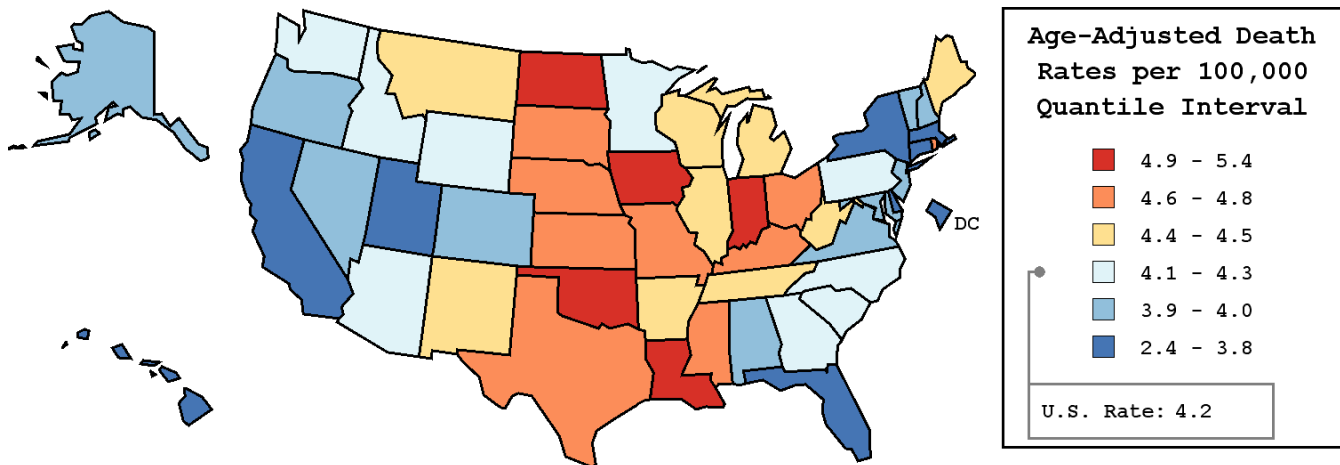 Age-Adjusted Death
Rates per 100,000
Quantile Interval
4.9 - 5.4
4.6 - 4.8
4.4 - 4.5
4.1 - 4.3
3.9 - 4.0
2.4 - 3.8
U.S. Rate: 4.2
DC